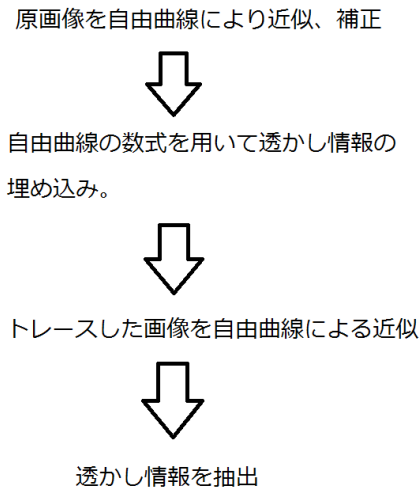 原画像を自由曲線により近似、補正
自由曲線の数式を用いて透かし情報の
埋め込み。
トレースした画像を自由曲線による近似
透かし情報を抽出